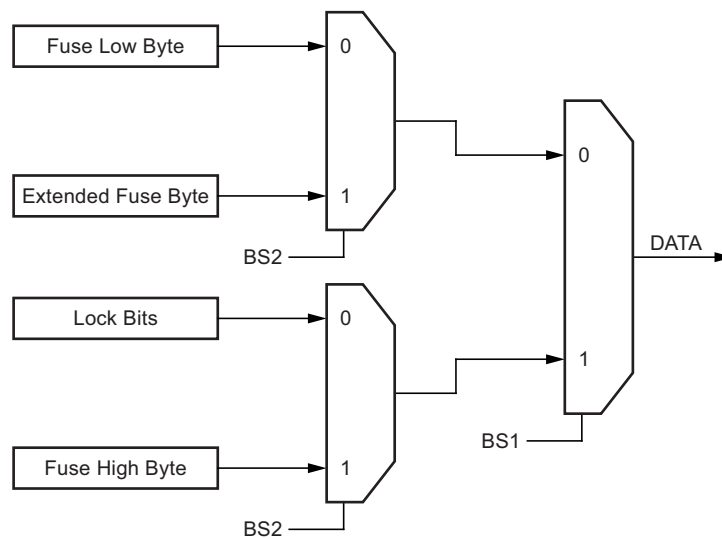 Fuse Low Byte
0
Extended Fuse Byte
1
BS2
0
DATA
1
BS1
Lock Bits
0
Fuse High Byte
1
BS2